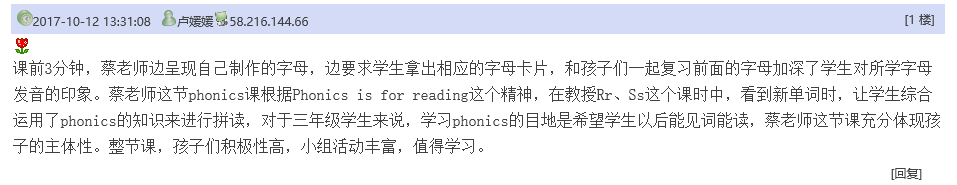 2017-10-12 13:31:08 卢媛媛 58.216.144.66 [1 楼]
课前3分钟，蔡老师边呈现自己制作的字母，边要求学生拿出相应的字母卡片，和孩子们一起复习前面的字母加深了学生对所学字母
发音的印象。蔡老师这节phonics课根据Phonics is for reading这个精神，在教授Rr、Ss这个课时中，看到新单词时，让学生综合
运用了phonics的知识来进行拼读，对于三年级学生来说，学习phonics的目地是希望学生以后能见词能读，蔡老师这节课充分体现孩
子的主体性。整节课，孩子们积极性高，小组活动丰富，值得学习。
[回复]